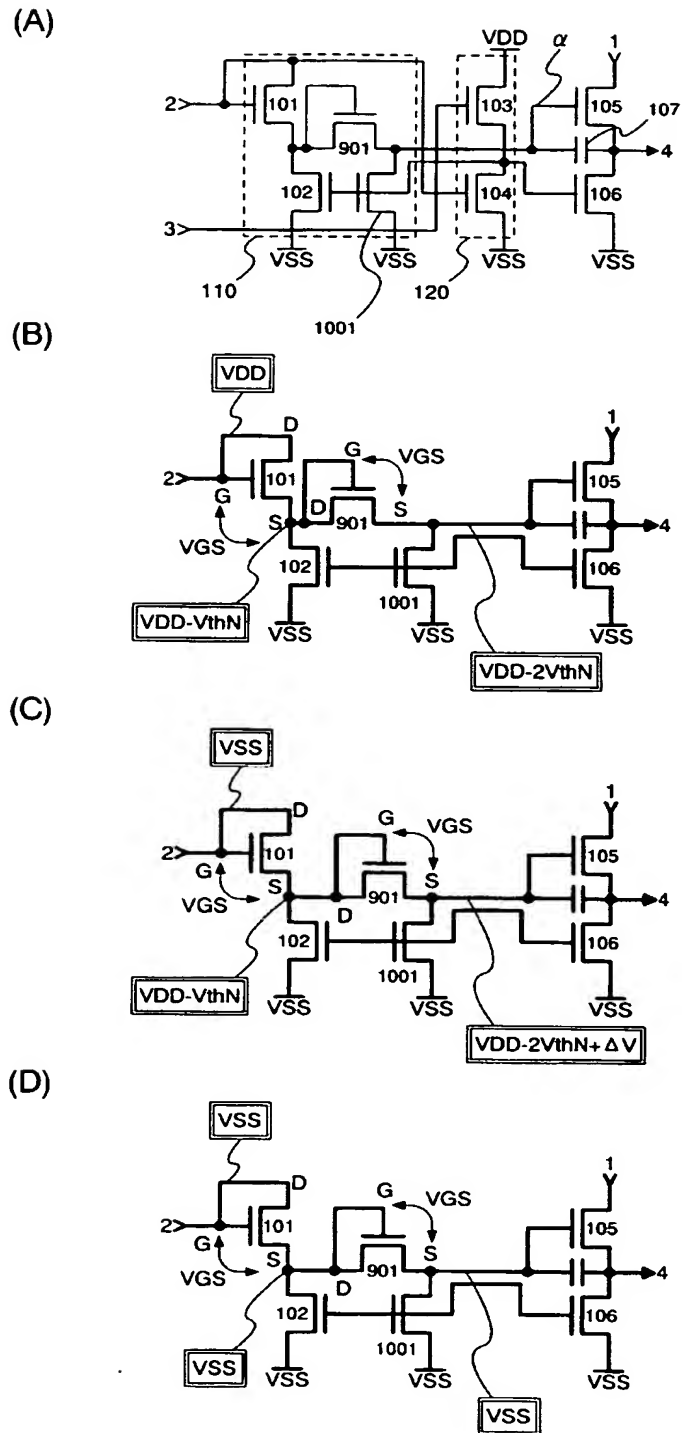 (A)
VDD
α
1
2
101
103
105
107
901
4
102
104
106
3
VSS
VSS
VSS
VSS
110
120
1001
(B)
VDD
D
1
2
101
G
VGS
105
G
S
D
S
901
4
VGS
102
1001
106
VDD-VthN
VSS
VSS
VSS
VDD-2VthN
(C)
VSS
D
1
2
101
G
VGS
105
G
S
S
901
4
VGS
D
102
1001
106
VDD-VthN
VSS
VSS
VSS
VDD-2VthN+ΔV
(D)
VSS
D
1
2
101
G
VGS
105
G
S
S
901
4
VGS
D
102
1001
106
VSS
VSS
VSS
VSS
VSS